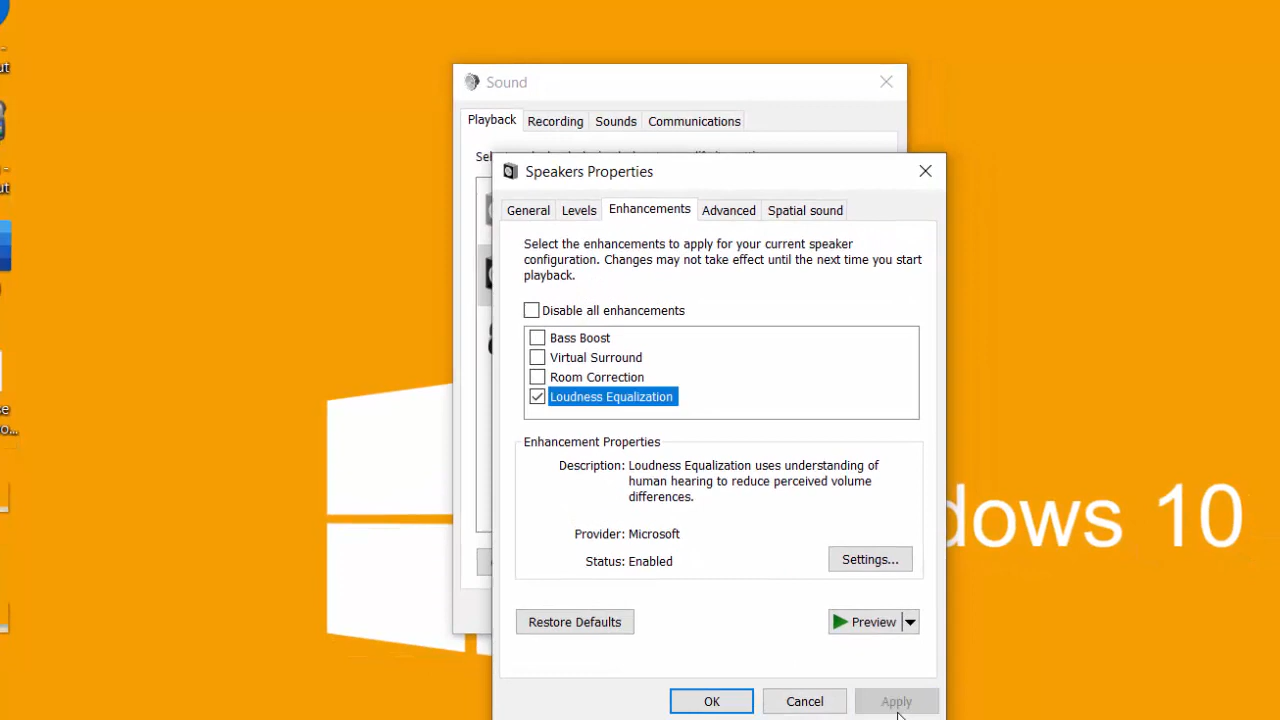 Sound
Playback
Recording
Sounds
Communications
Speakers Properties
General
Levels
Enhancements
Advanced
Spatial sound
Select the enhancements to apply for your current speaker
configuration. Changes may not take effect until the next time you start
playback.
Disable all enhancements
Bass Boost
Virtual Surround
Room Correction
Loudness Equalization
Enhancement Properties
Description: Loudness Equalization uses understanding of
human hearing to reduce perceived volume
differences.
Provider: Microsoft
Status: Enabled
Settings...
Restore Defaults
Preview
OK
Cancel
Apply
dows 10